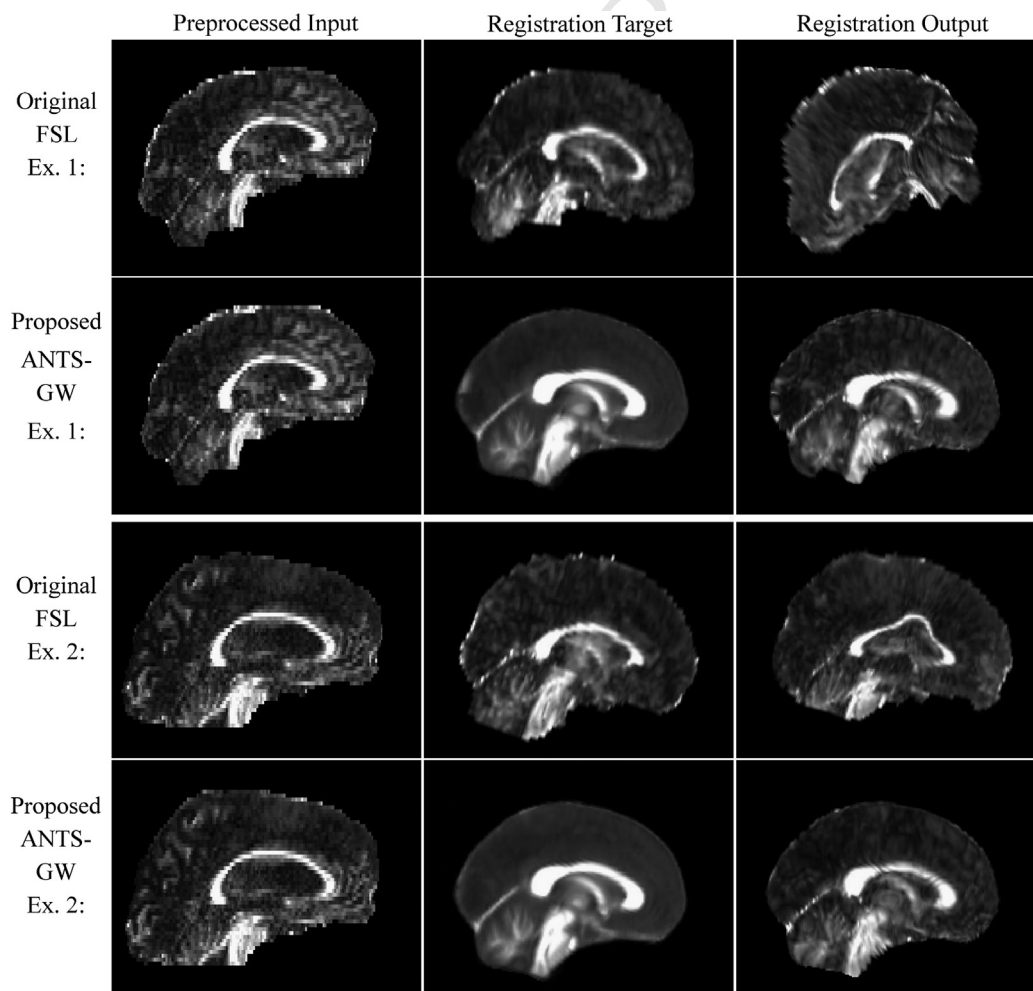 Preprocessed Input Registration Target Registration Output
Original
FSL
Ex. 1:
Proposed
ANTS-
GW
Ex. 1:
Original
FSL
Ex. 2:
Proposed
ANTS-
GW
Ex. 2: